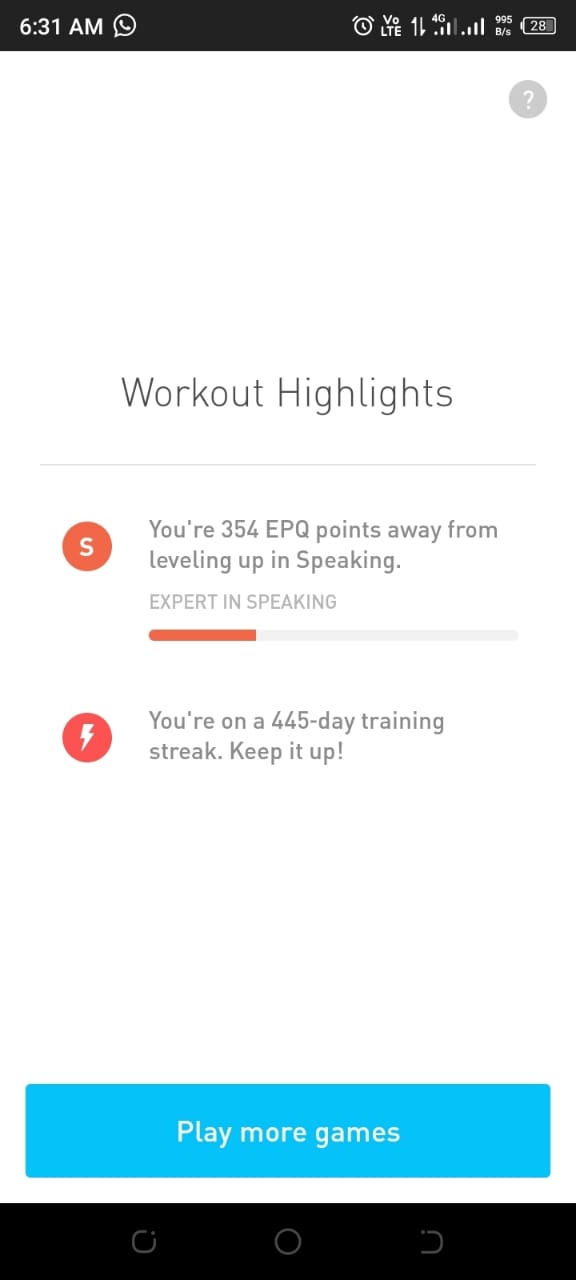 6:31 AM
Vo LTE 4G 995 B/s 28
?
Workout Highlights
S
You're 354 EPQ points away from
leveling up in Speaking.
EXPERT IN SPEAKING
You're on a 445-day training
streak. Keep it up!
Play more games